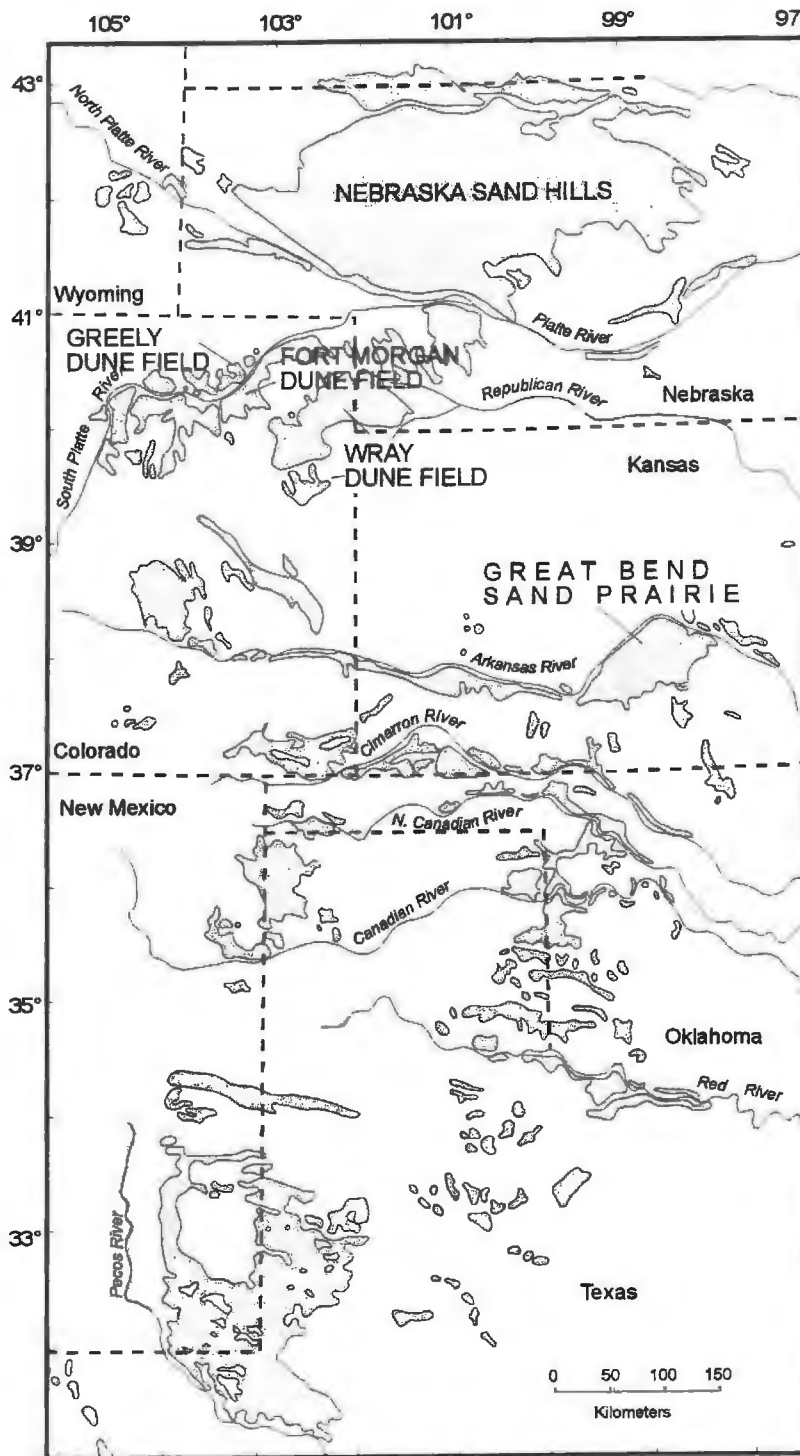 105° 103° 101° 99° 97
43°
North Platte River
NEBRASKA SAND HILLS
Wyoming
41°
Platte River
GREELY
DUNE FIELD
FORT MORGAN
DUNE FIELD
South Platte River
Republican River
Nebraska
WRAY
DUNE FIELD
Kansas
39°
GREAT BEND
SAND PRAIRIE
Arkansas River
Cimarron River
Colorado
37°
New Mexico
N. Canadian River
Canadian River
35°
Oklahoma
Red River
Pecos River
33°
Texas
0 50 100 150
Kilometers